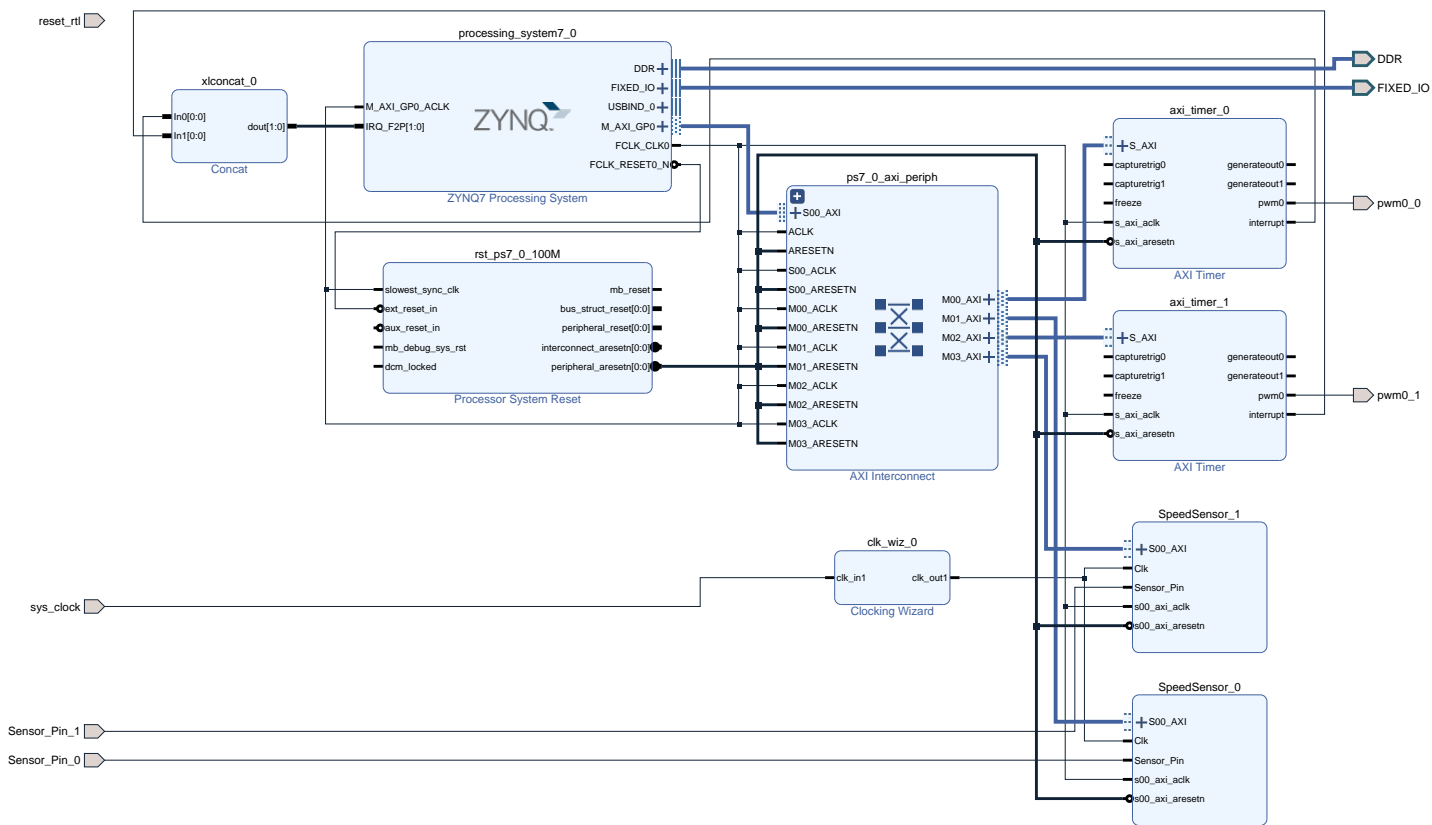 reset_rtl
xlconcat_0
In0[0:0]
In1[0:0]
dout[1:0]
Concat
processing_system7_0
M_AXI_GP0_ACLK
IRQ_F2P[1:0]
ZYNQ
DDR
FIXED_IO
USBIND_0
M_AXI_GP0
FCLK_CLK0
FCLK_RESET0_N
ZYNQ7 Processing System
DDR
FIXED_IO
rst_ps7_0_100M
slowest_sync_clk
ext_reset_in
aux_reset_in
mb_debug_sys_rst
dcm_locked
mb_reset
bus_struct_reset[0:0]
peripheral_reset[0:0]
interconnect_aresetn[0:0]
peripheral_aresetn[0:0]
Processor System Reset
ps7_0_axi_periph
S00_AXI
ACLK
ARESETN
S00_ACLK
S00_ARESETN
M00_ACLK
M00_ARESETN
M01_ACLK
M01_ARESETN
M02_ACLK
M02_ARESETN
M03_ACLK
M03_ARESETN
M00_AXI
M01_AXI
M02_AXI
M03_AXI
AXI Interconnect
axi_timer_0
S_AXI
capturetrig0
capturetrig1
freeze
s_axi_aclk
s_axi_aresetn
generateout0
generateout1
pwm0
interrupt
AXI Timer
pwm0_0
axi_timer_1
S_AXI
capturetrig0
capturetrig1
freeze
s_axi_aclk
s_axi_aresetn
generateout0
generateout1
pwm0
interrupt
AXI Timer
pwm0_1
sys_clock
clk_wiz_0
clk_in1
clk_out1
Clocking Wizard
SpeedSensor_1
S00_AXI
Clk
Sensor_Pin
s00_axi_aclk
s00_axi_aresetn
Sensor_Pin_1
Sensor_Pin_0
SpeedSensor_0
S00_AXI
Clk
Sensor_Pin
s00_axi_aclk
s00_axi_aresetn